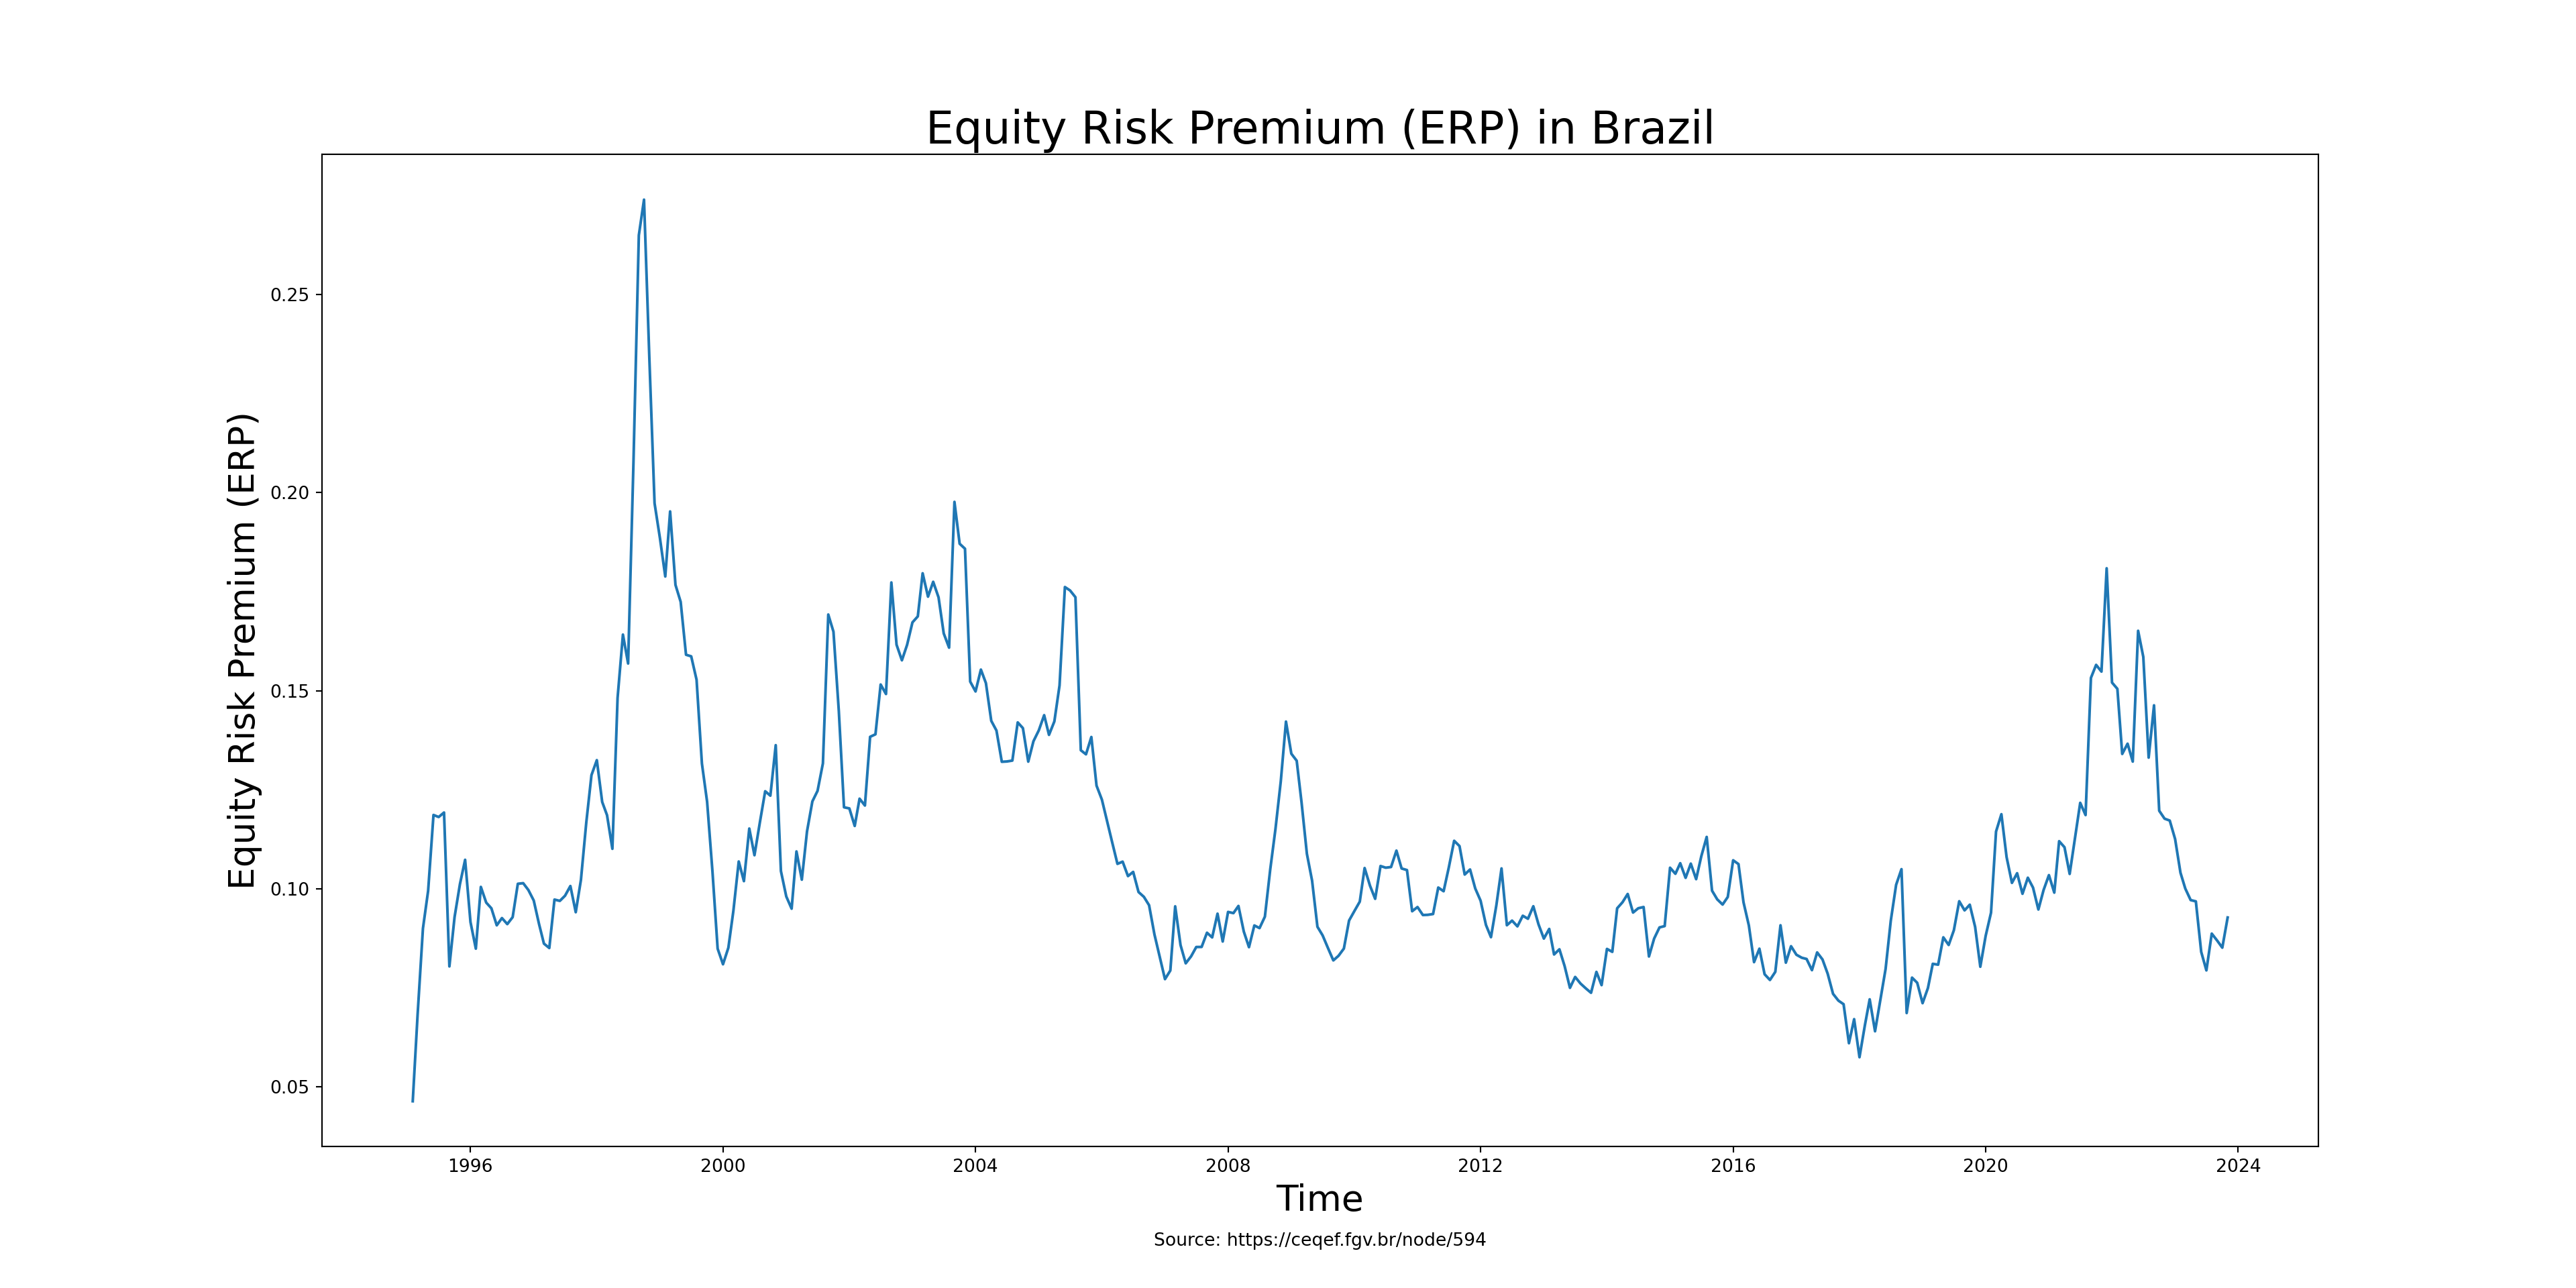 Equity Risk Premium (ERP) in Brazil
Equity Risk Premium (ERP)
0.25
0.20
0.15
0.10
0.05
1996 2000 2004 2008 2012 2016 2020 2024
Time
Source: https://ceqef.fgv.br/node/594